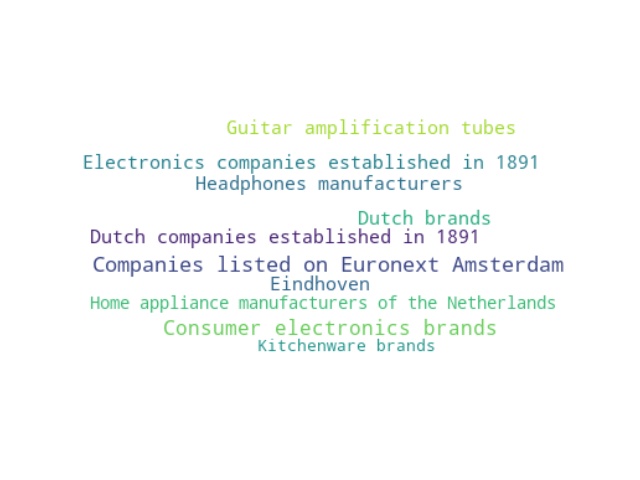 Guitar amplification tubes
Electronics companies established in 1891
Headphones manufacturers
Dutch brands
Dutch companies established in 1891
Companies listed on Euronext Amsterdam
Eindhoven
Home appliance manufacturers of the Netherlands
Consumer electronics brands
Kitchenware brands